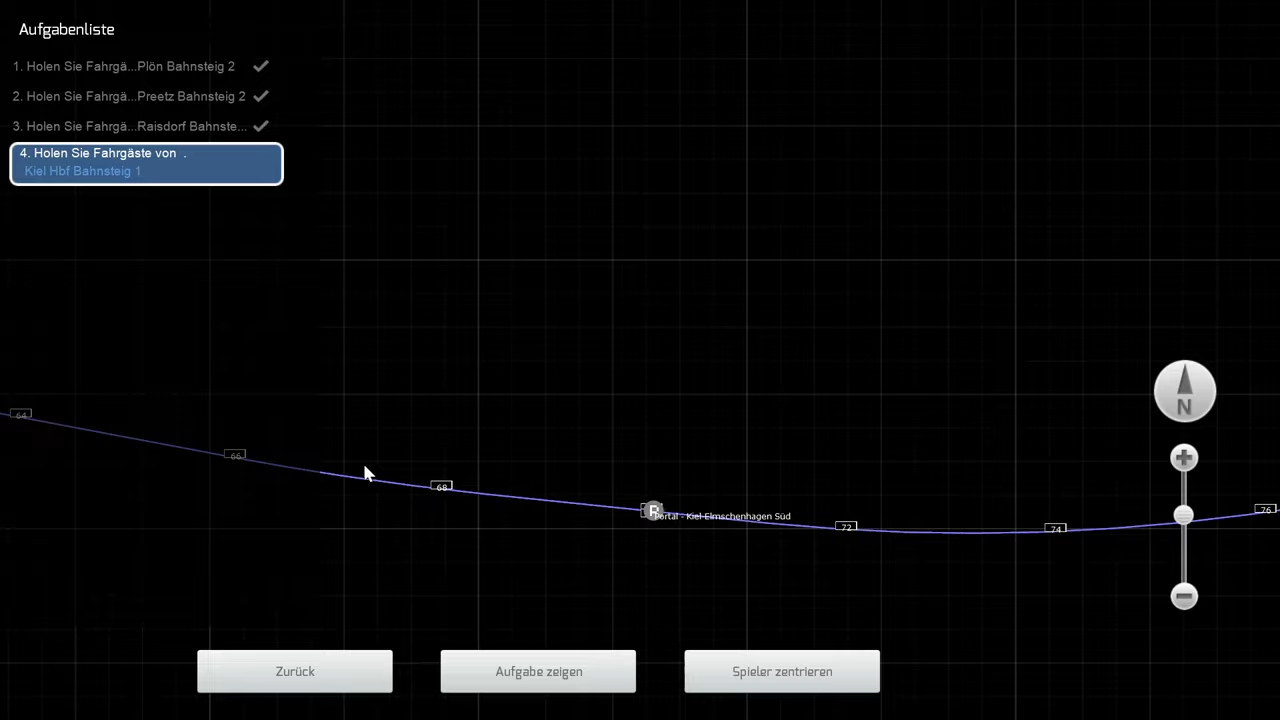 Aufgabenliste
1. Holen Sie Fahrgä...Plön Bahnsteig 2
2. Holen Sie Fahrgä...Preetz Bahnsteig 2
3. Holen Sie Fahrgä...Raisdorf Bahnste...
4. Holen Sie Fahrgäste von .
Kiel Hbf Bahnsteig 1
N
64
66
68
Portal - Kiel-Elmschenhagen Süd
72
74
76
Zurück
Aufgabe zeigen
Spieler zentrieren